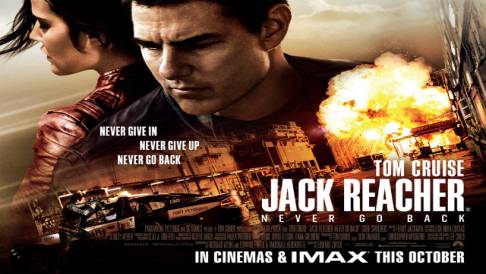 NEVER GIVE IN
NEVER GIVE UP
NEVER GO BACK
TOM CRUISE
JACK REACHER
NEVER GO BACK
IN CINEMAS & IMAX THIS OCTOBER